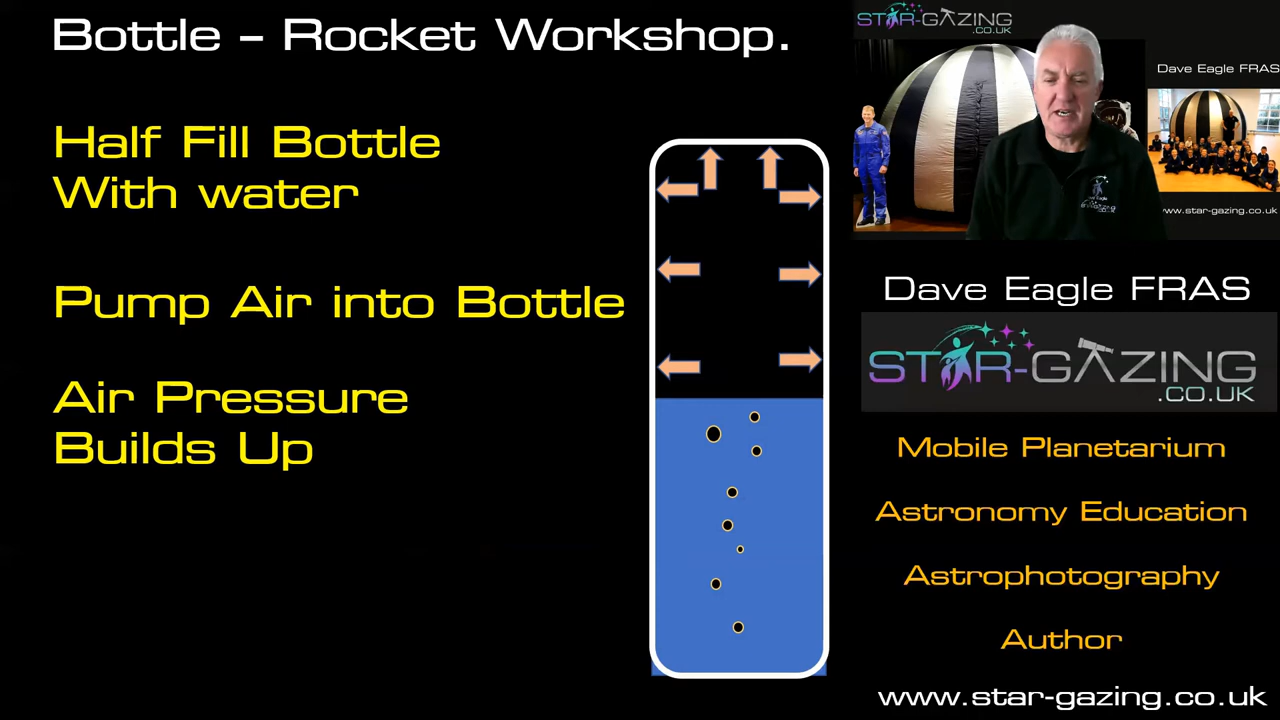 Bottle – Rocket Workshop.
Half Fill Bottle
With water
Pump Air into Bottle
Air Pressure
Builds Up
STAR-GAZING
.CO.UK
Dave Eagle FRAS
www.star-gazing.co.uk
Dave Eagle FRAS
STAR-GAZING
.CO.UK
Mobile Planetarium
Astronomy Education
Astrophotography
Author
www.star-gazing.co.uk